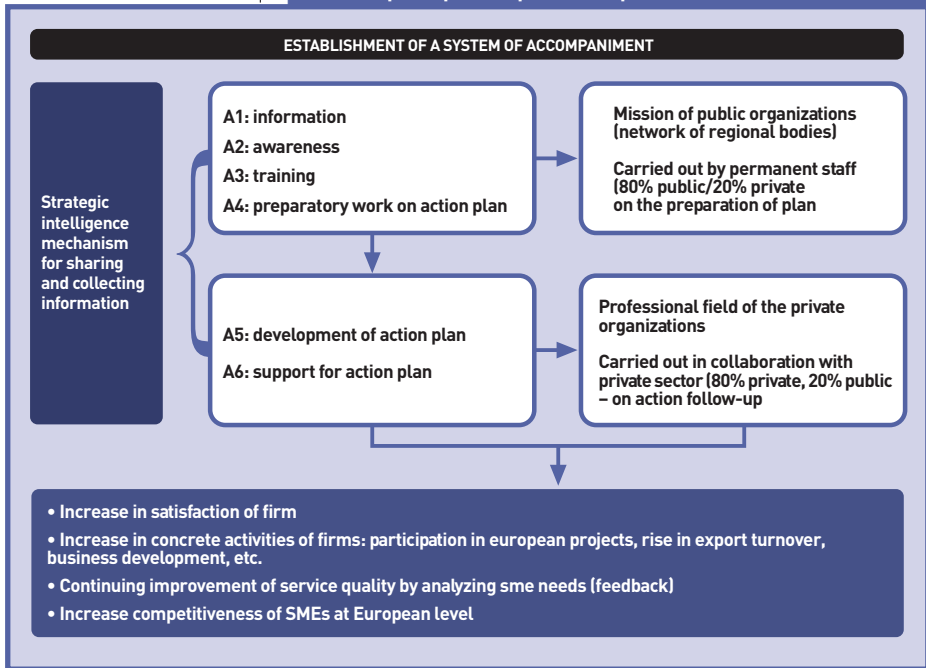 ESTABLISHMENT OF A SYSTEM OF ACCOMPANIMENT
Strategic
intelligence
mechanism
for sharing
and collecting
information
A1: information
A2: awareness
A3: training
A4: preparatory work on action plan
Mission of public organizations
(network of regional bodies)
Carried out by permanent staff
(80% public/20% private
on the preparation of plan
A5: development of action plan
A6: support for action plan
Professional field of the private
organizations
Carried out in collaboration with
private sector (80% private, 20% public
– on action follow-up
• Increase in satisfaction of firm
• Increase in concrete activities of firms: participation in european projects, rise in export turnover,
business development, etc.
• Continuing improvement of service quality by analyzing sme needs (feedback)
• Increase competitiveness of SMEs at European level